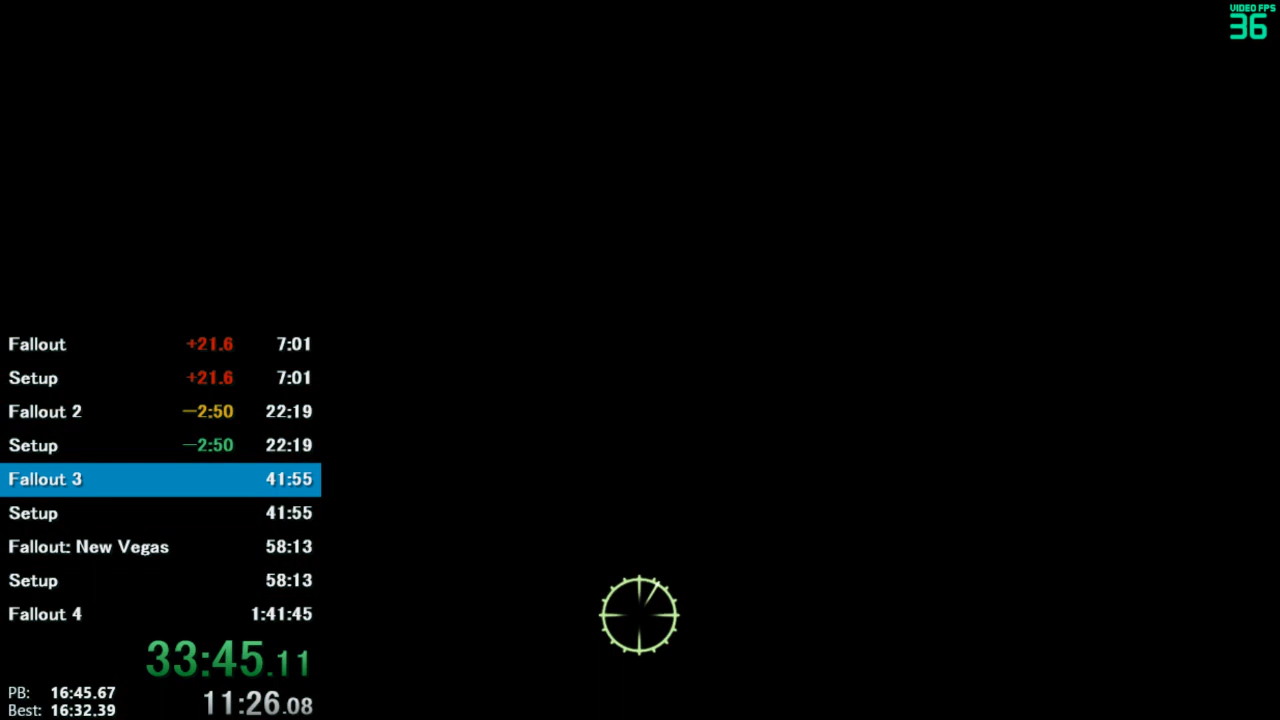 VIDEO FPS
36
Fallout +21.6 7:01
Setup +21.6 7:01
Fallout 2 −2:50 22:19
Setup −2:50 22:19
Fallout 3 41:55
Setup 41:55
Fallout: New Vegas 58:13
Setup 58:13
Fallout 4 1:41:45
33:45.11
PB: 16:45.67
Best: 16:32.39
11:26.08